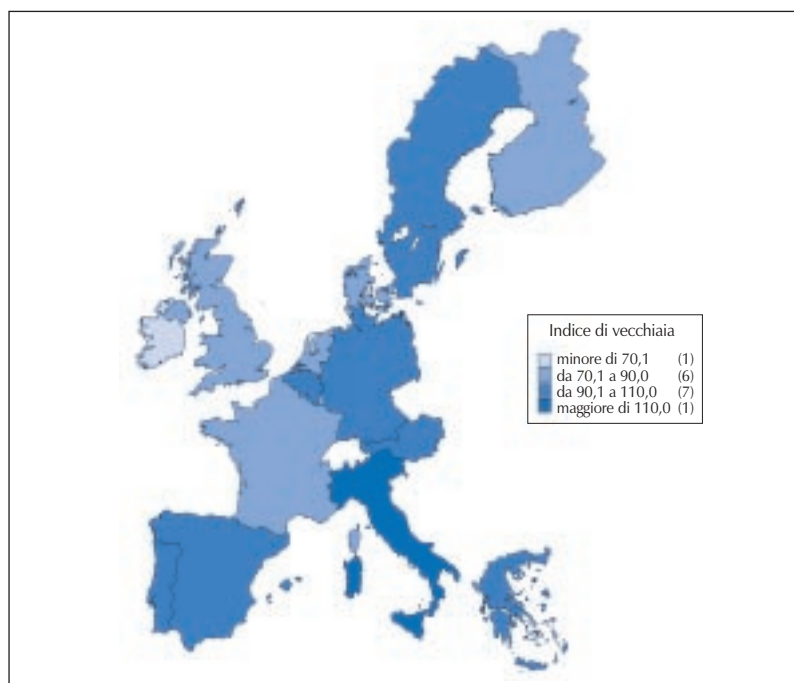 Indice di vecchiaia
minore di 70,1 (1)
da 70,1 a 90,0 (6)
da 90,1 a 110,0 (7)
maggiore di 110,0 (1)